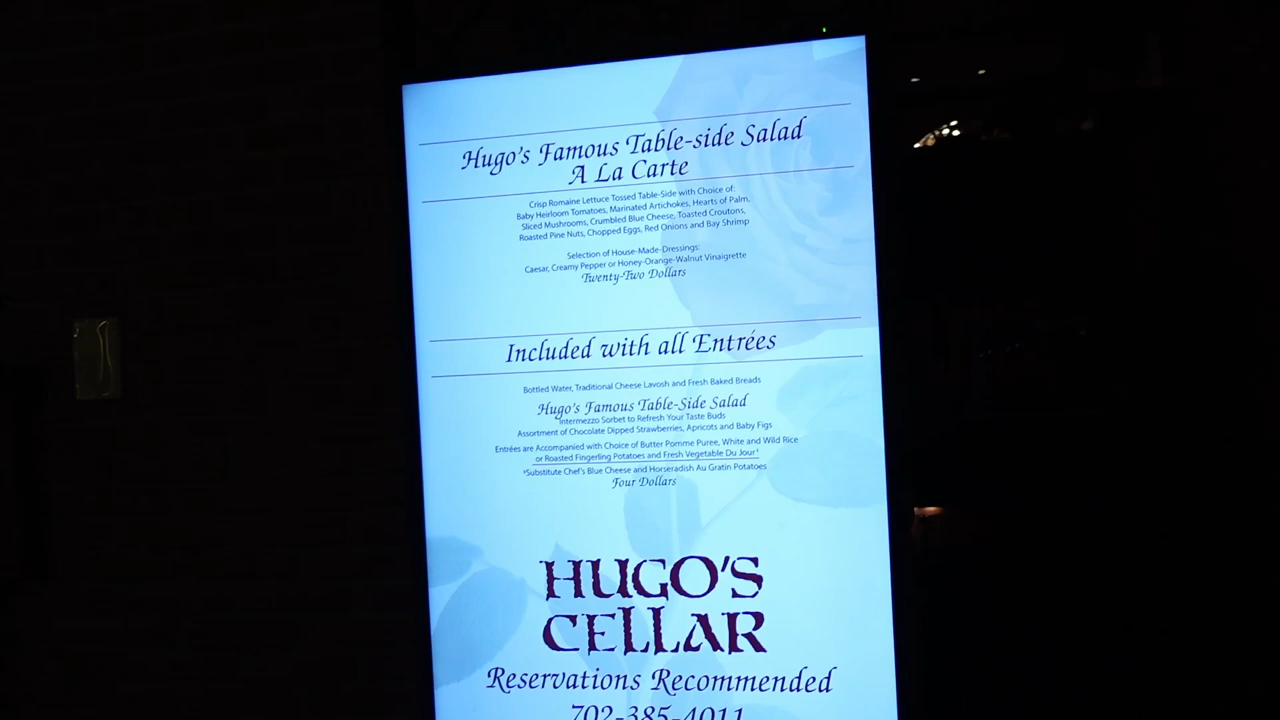 Hugo's Famous Table-side Salad
A La Carte
Crisp Romaine Lettuce Tossed Table-Side with Choice of:
Baby Heirloom Tomatoes, Marinated Artichokes, Hearts of Palm,
Sliced Mushrooms, Crumbled Blue Cheese, Toasted Croutons,
Roasted Pine Nuts, Chopped Eggs, Red Onions and Bay Shrimp
Selection of House-Made-Dressings:
Caesar, Creamy Pepper or Honey-Orange-Walnut Vinaigrette
Twenty-Two Dollars
Included with all Entrées
Bottled Water, Traditional Cheese Lavosh and Fresh Baked Breads
Hugo's Famous Table-Side Salad
Intermezzo Sorbet to Refresh Your Taste Buds
Assortment of Chocolate Dipped Strawberries, Apricots and Baby Figs
Entrées are Accompanied with Choice of Butter Pomme Puree, White and Wild Rice
or Roasted Fingerling Potatoes and Fresh Vegetable Du Jour¹
¹Substitute Chef's Blue Cheese and Horseradish Au Gratin Potatoes
Four Dollars
HUGO'S
CELLAR
Reservations Recommended
702-385-4011